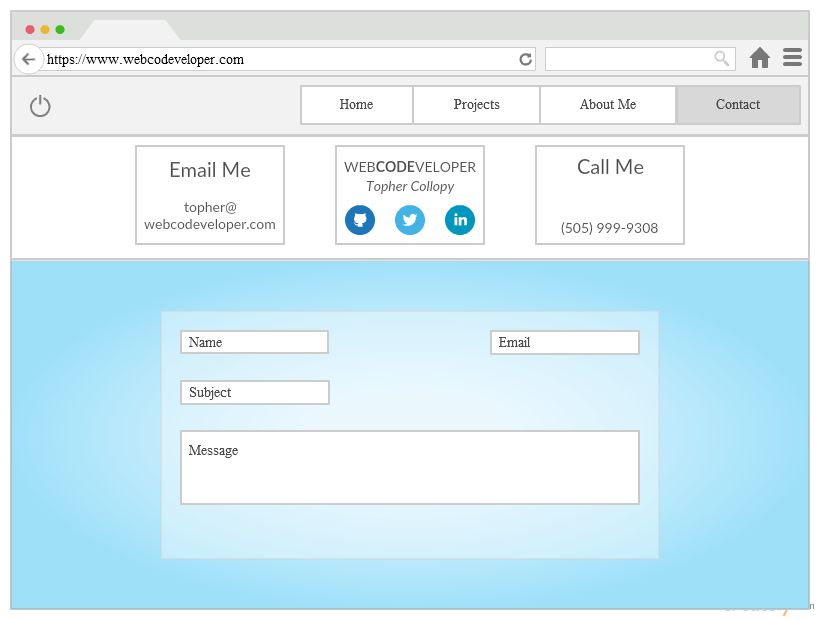 https://www.webcodeveloper.com
Home Projects About Me Contact
Email Me
topher@
webcodeveloper.com
WEBCODEVELOPER
Topher Collopy
in
Call Me
(505) 999-9308
Name Email
Subject
Message